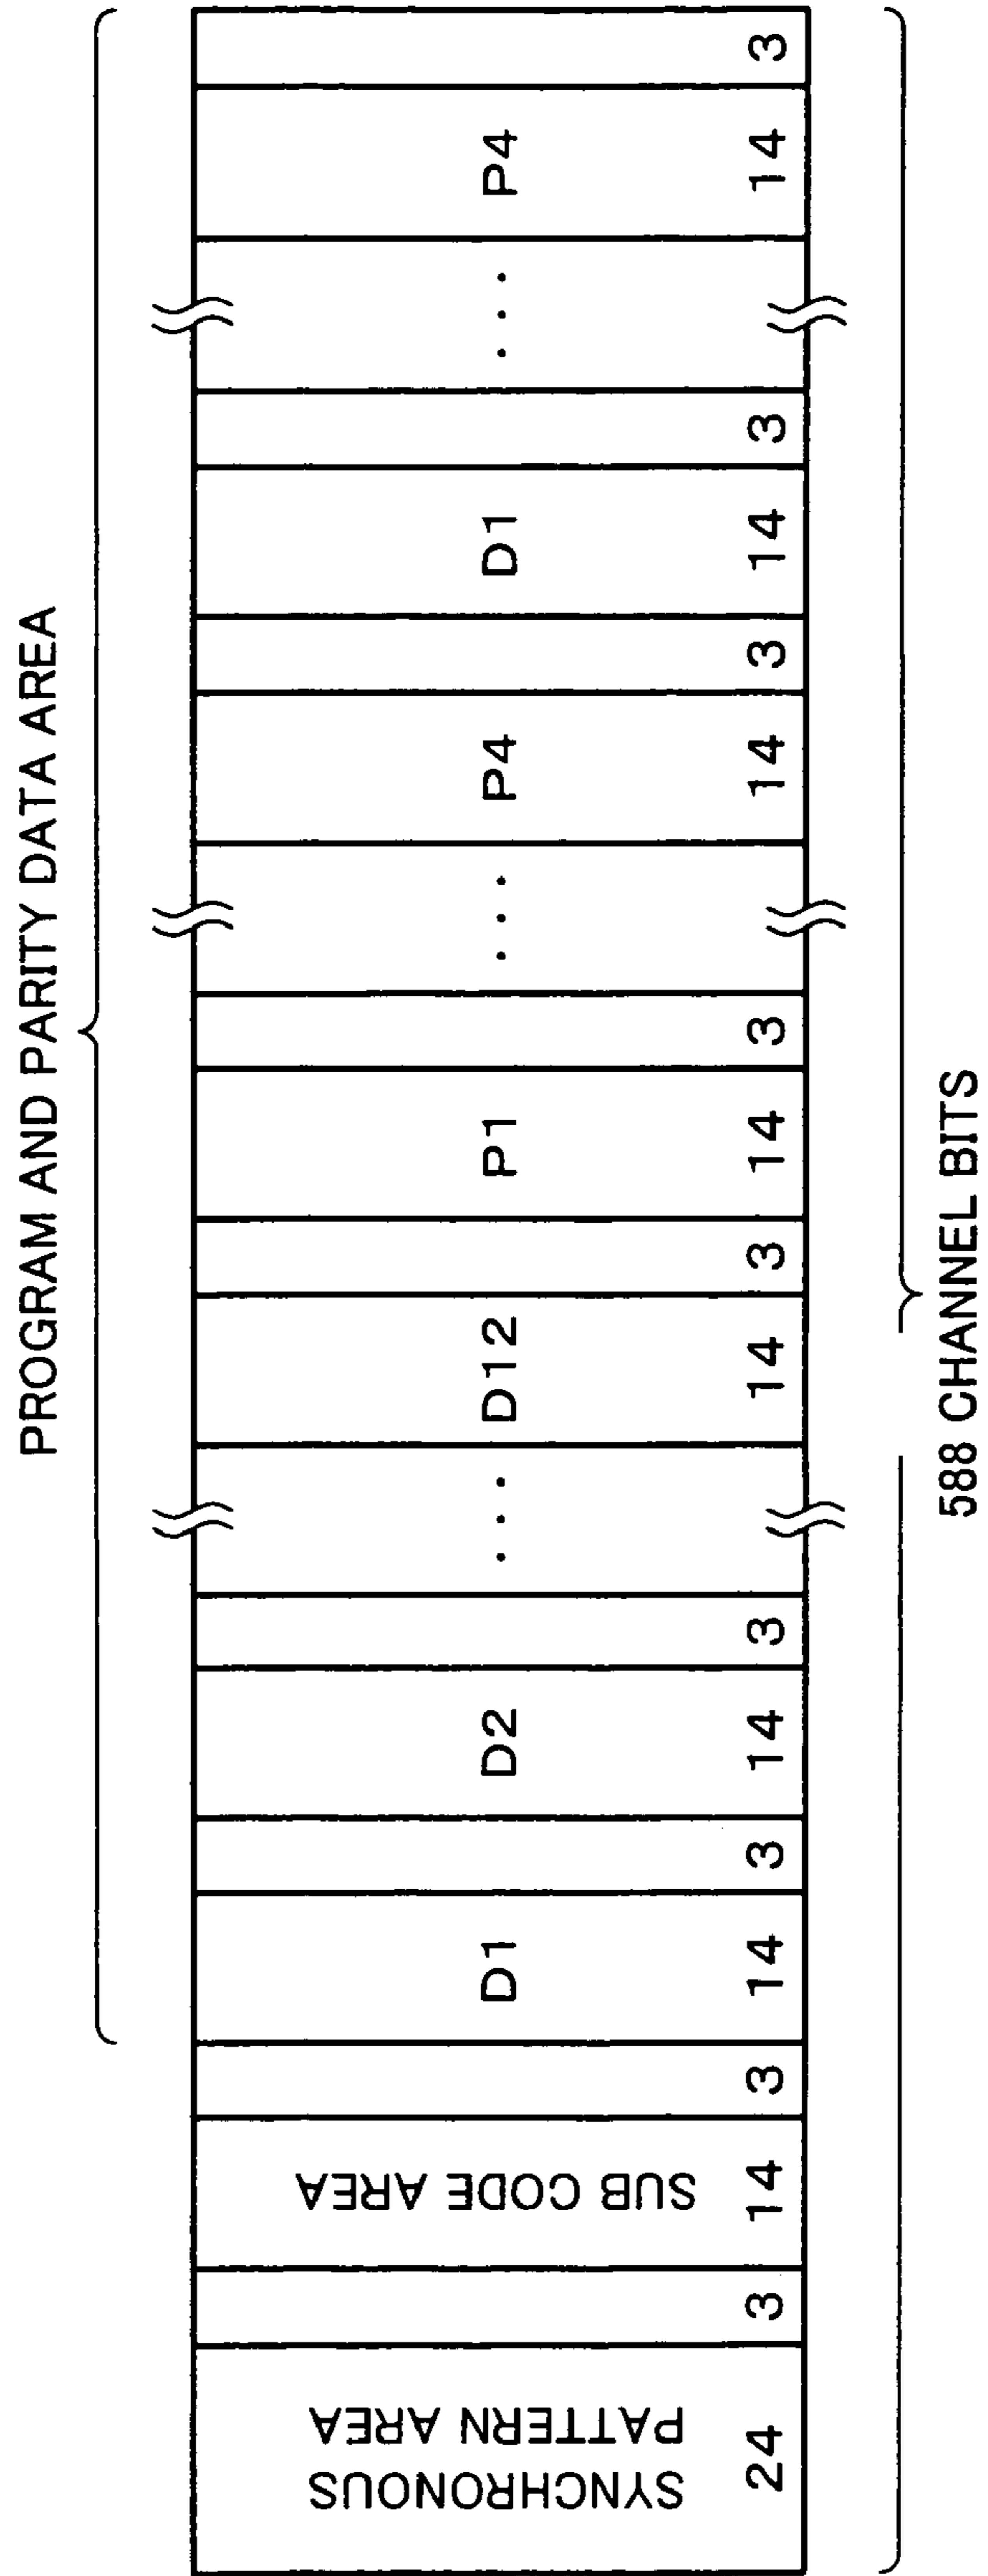 PROGRAM AND PARITY DATA AREA
SYNCHRONOUS
PATTERN AREA
SUB CODE AREA
D1
D2
...
D12
P1
...
P4
D1
...
P4
24 3 14 3 14 3 14 3 14 3 14 3 14 3 14 3 14 3
588 CHANNEL BITS